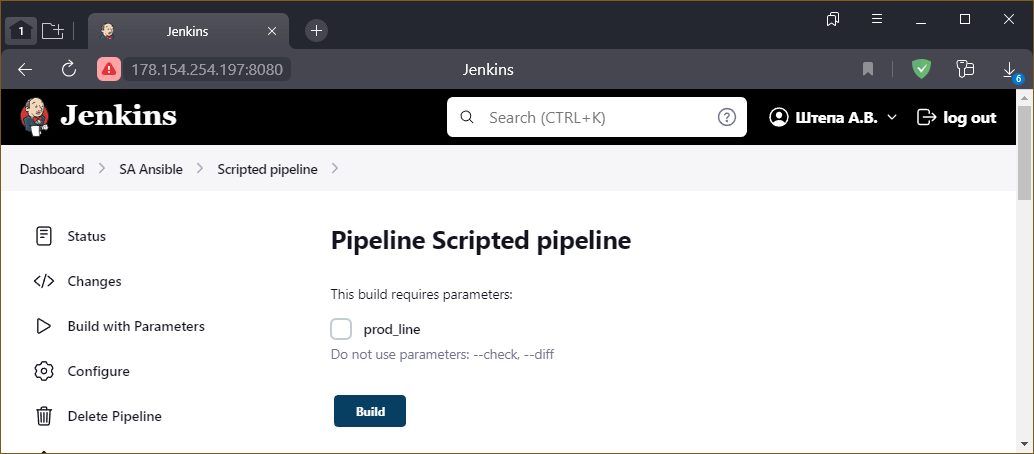 1
Jenkins
178.154.254.197:8080
Jenkins
6
Jenkins
Search (CTRL+K)
?
Штепа А.В.
log out
Dashboard
SA Ansible
Scripted pipeline
Status
Changes
Build with Parameters
Configure
Delete Pipeline
Pipeline Scripted pipeline
This build requires parameters:
prod_line
Do not use parameters: --check, --diff
Build